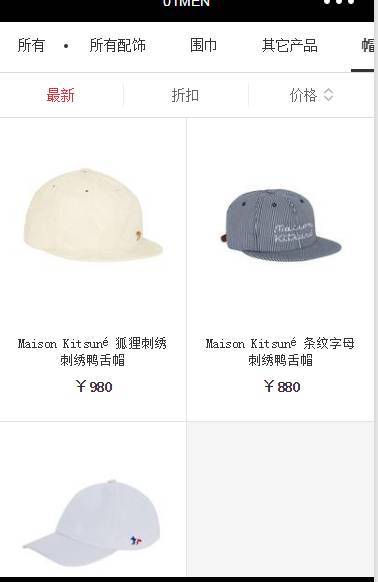 01MEN
所有 • 所有配饰 围巾 其它产品 帽
最新 折扣 价格
Maison Kitsuné
Maison Kitsuné 狐狸刺绣
刺绣鸭舌帽
￥980
Maison Kitsuné 条纹字母
刺绣鸭舌帽
￥880